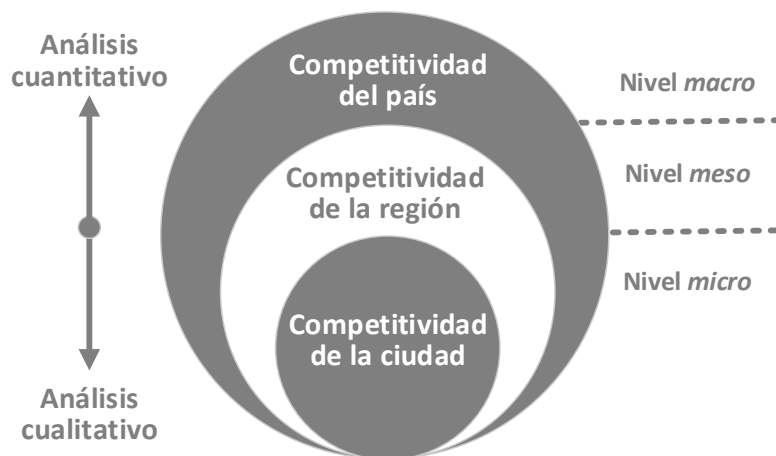 Análisis
cuantitativo
Competitividad
del país
Nivel macro
Competitividad
de la región
Nivel meso
Nivel micro
Competitividad
de la ciudad
Análisis
cualitativo